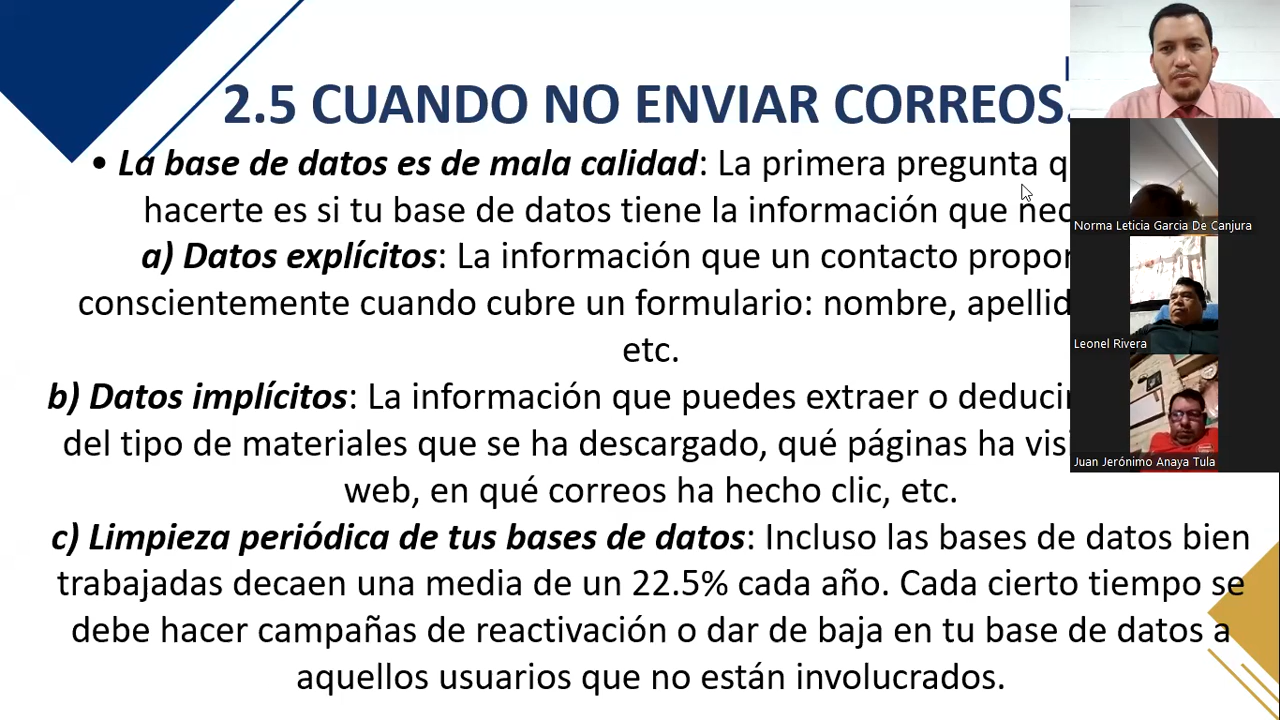 2.5 CUANDO NO ENVIAR CORREOS.
• La base de datos es de mala calidad: La primera pregunta
hacerte es si tu base de datos tiene la información que
a) Datos explícitos: La información que un contacto
conscientemente cuando cubre un formulario: nombre,
etc.
b) Datos implícitos: La información que puedes extraer o
del tipo de materiales que se ha descargado, qué páginas ha
web, en qué correos ha hecho clic, etc.
c) Limpieza periódica de tus bases de datos: Incluso las bases de datos bien
trabajadas decaen una media de un 22.5% cada año. Cada cierto tiempo se
debe hacer campañas de reactivación o dar de baja en tu base de datos a
aquellos usuarios que no están involucrados.
Norma Leticia Garcia De Canjura
Leonel Rivera
Juan Jerónimo Anaya Tula